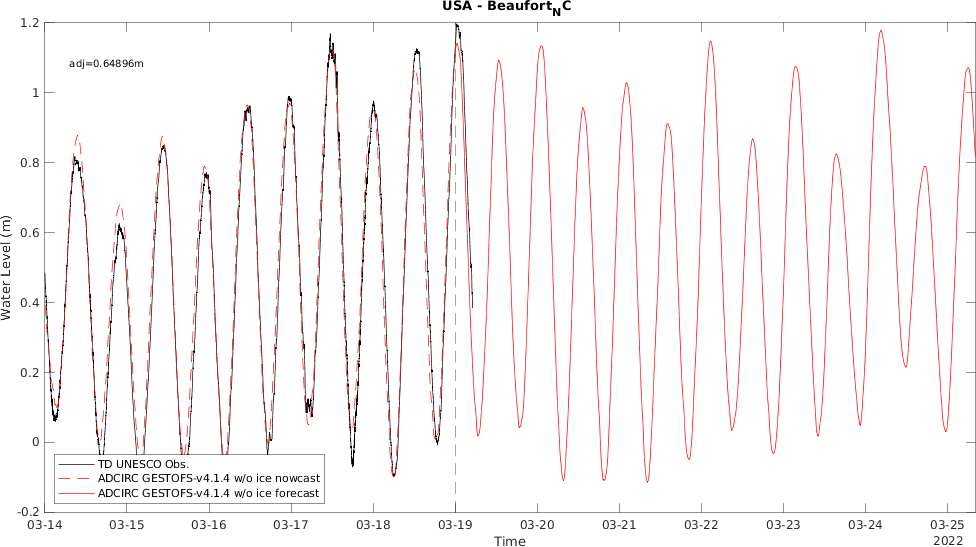 USA - Beaufort_NC
adj=0.64896m
1.2
1
0.8
0.6
0.4
0.2
0
-0.2
Water Level (m)
TD UNESCO Obs.
ADCIRC GESTOFS-v4.1.4 w/o ice nowcast
ADCIRC GESTOFS-v4.1.4 w/o ice forecast
03-14 03-15 03-16 03-17 03-18 03-19 03-20 03-21 03-22 03-23 03-24 03-25
Time
2022